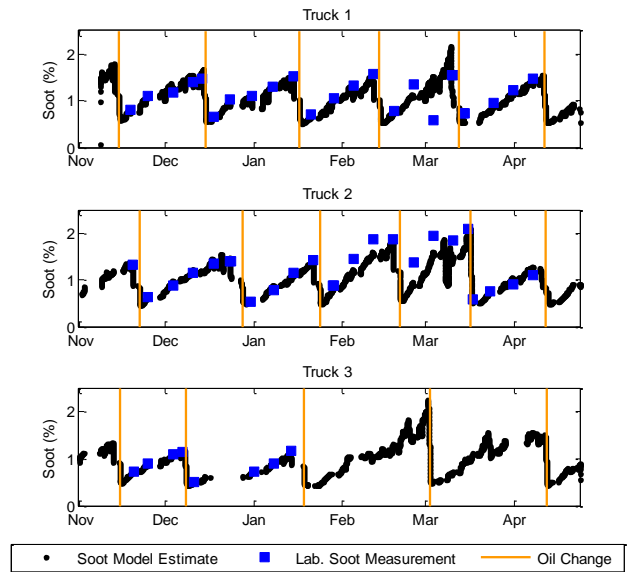 Truck 1
2
1
0
Soot (%)
Nov Dec Jan Feb Mar Apr
Truck 2
2
1
0
Soot (%)
Nov Dec Jan Feb Mar Apr
Truck 3
2
1
0
Soot (%)
Nov Dec Jan Feb Mar Apr
Soot Model Estimate Lab. Soot Measurement Oil Change